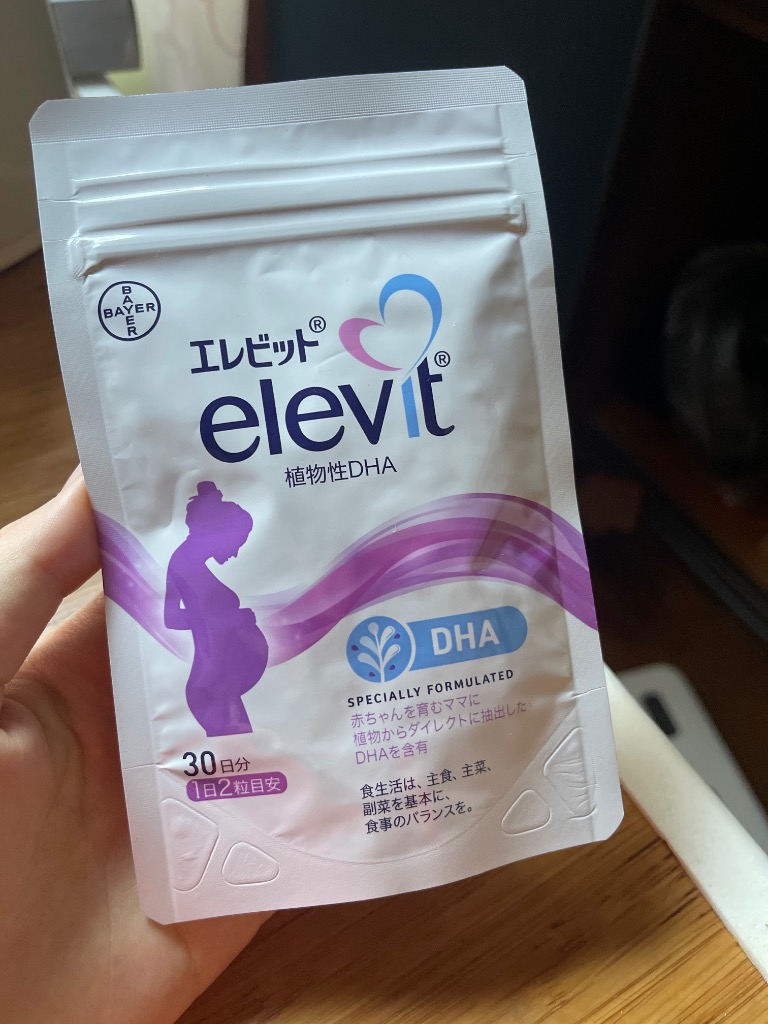 BAYER
BAYER
エレビット®
elevit®
植物性DHA
DHA
SPECIALLY FORMULATED
赤ちゃんを育むママに
植物からダイレクトに抽出した
DHAを含有
30日分
1日2粒目安
食生活は、主食、主菜、
副菜を基本に、
食事のバランスを。